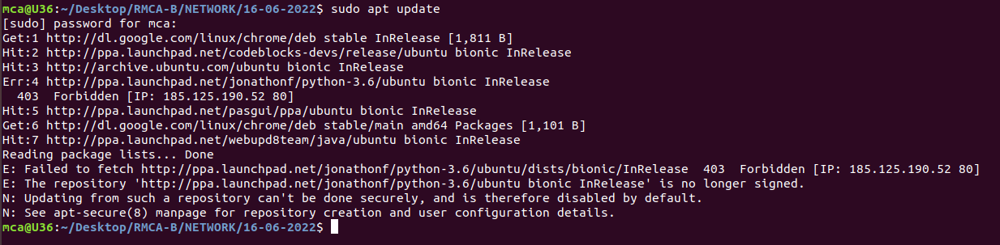 mca@U36:~/Desktop/RMCA-B/NETWORK/16-06-2022$ sudo apt update
[sudo] password for mca:
Get:1 http://dl.google.com/linux/chrome/deb stable InRelease [1,811 B]
Hit:2 http://ppa.launchpad.net/codeblocks-devs/release/ubuntu bionic InRelease
Hit:3 http://archive.ubuntu.com/ubuntu bionic InRelease
Err:4 http://ppa.launchpad.net/jonathonf/python-3.6/ubuntu bionic InRelease
  403  Forbidden [IP: 185.125.190.52 80]
Hit:5 http://ppa.launchpad.net/pasgui/ppa/ubuntu bionic InRelease
Get:6 http://dl.google.com/linux/chrome/deb stable/main amd64 Packages [1,101 B]
Hit:7 http://ppa.launchpad.net/webupd8team/java/ubuntu bionic InRelease
Reading package lists... Done
E: Failed to fetch http://ppa.launchpad.net/jonathonf/python-3.6/ubuntu/dists/bionic/InRelease  403  Forbidden [IP: 185.125.190.52 80]
E: The repository 'http://ppa.launchpad.net/jonathonf/python-3.6/ubuntu bionic InRelease' is no longer signed.
N: Updating from such a repository can't be done securely, and is therefore disabled by default.
N: See apt-secure(8) manpage for repository creation and user configuration details.
mca@U36:~/Desktop/RMCA-B/NETWORK/16-06-2022$